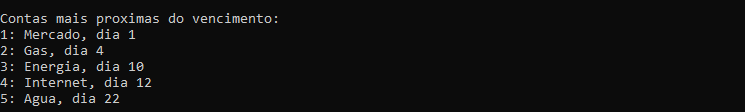 Contas mais proximas do vencimento:
1: Mercado, dia 1
2: Gas, dia 4
3: Energia, dia 10
4: Internet, dia 12
5: Agua, dia 22